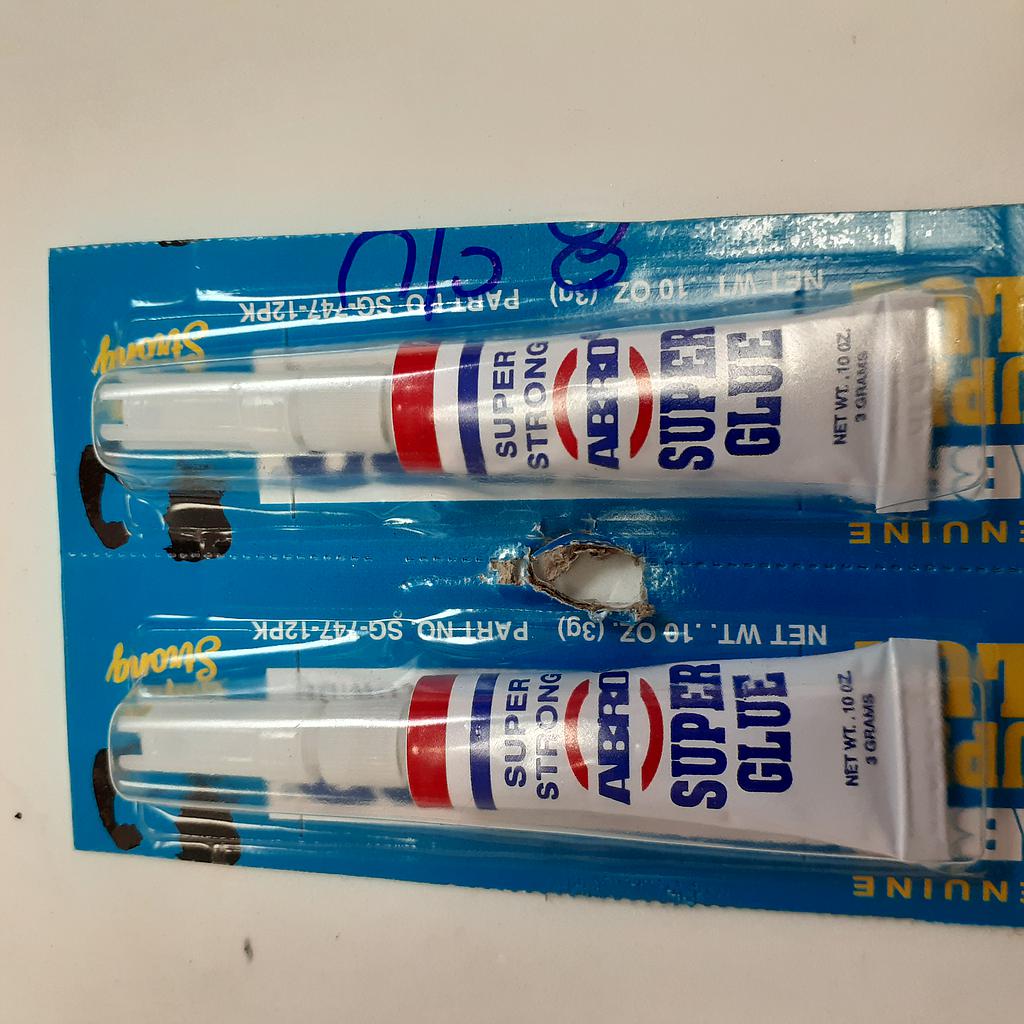 PART NO SG-747-12PK
NET WT. .10 OZ. (3g)
Strong
SUPER
STRONG
ABRO
SUPER
GLUE
NET WT. .10 OZ.
3 GRAMS
PART NO SG-747-12PK
NET WT. .10 OZ. (3g)
Strong
SUPER
STRONG
ABRO
SUPER
GLUE
NET WT. .10 OZ.
3 GRAMS